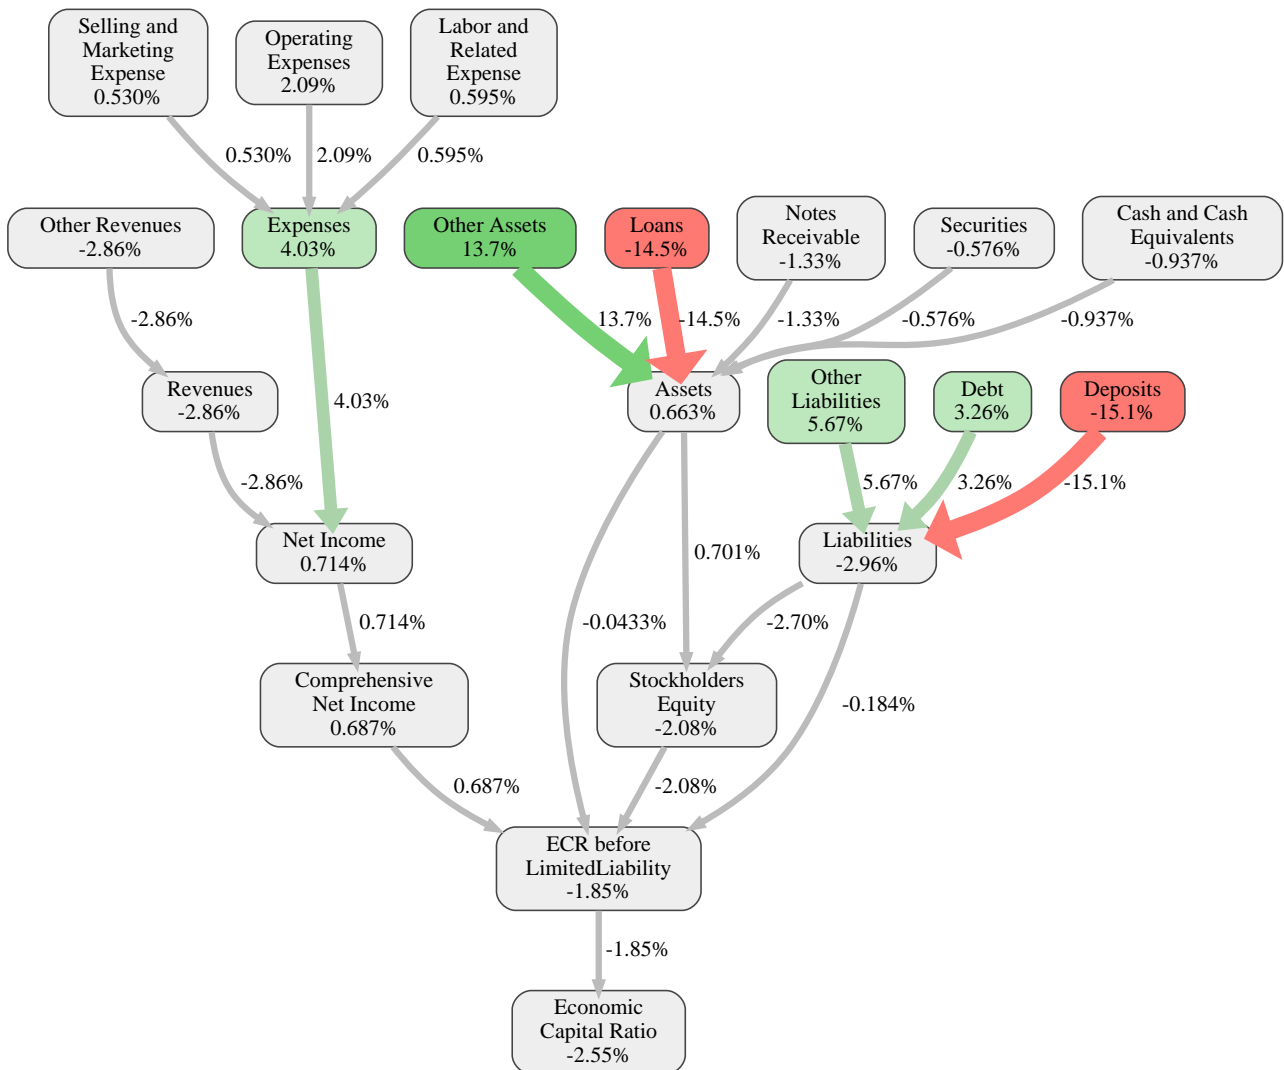 Selling and
Marketing
Expense
0.530%
Operating
Expenses
2.09%
Labor and
Related
Expense
0.595%
0.530%
2.09%
0.595%
Other Revenues
-2.86%
Expenses
4.03%
Other Assets
13.7%
Loans
-14.5%
Notes
Receivable
-1.33%
Securities
-0.576%
Cash and Cash
Equivalents
-0.937%
-2.86%
13.7%
-14.5%
-1.33%
-0.576%
-0.937%
Revenues
-2.86%
4.03%
Assets
0.663%
Other
Liabilities
5.67%
Debt
3.26%
Deposits
-15.1%
-2.86%
5.67%
3.26%
-15.1%
Net Income
0.714%
0.701%
Liabilities
-2.96%
0.714%
-0.0433%
-2.70%
Comprehensive
Net Income
0.687%
Stockholders
Equity
-2.08%
-0.184%
0.687%
-2.08%
ECR before
LimitedLiability
-1.85%
-1.85%
Economic
Capital Ratio
-2.55%